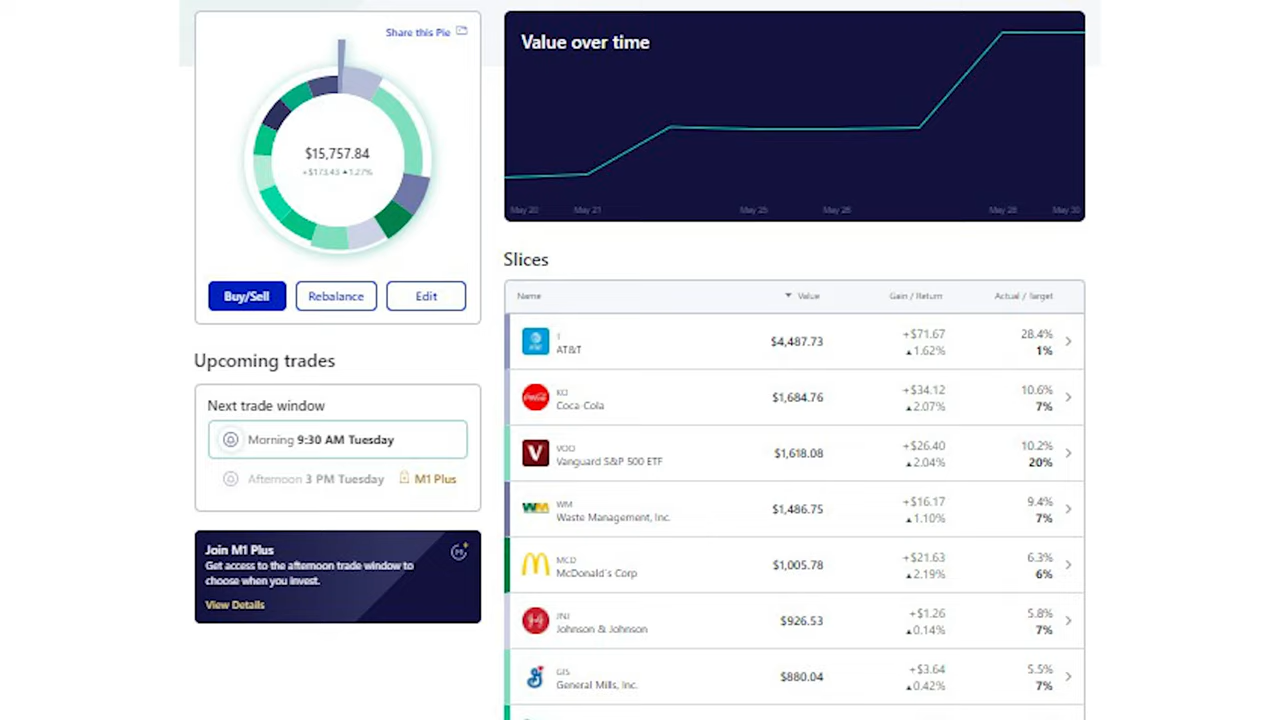 Share this Pie
$15,757.84
+$173.43 ▲1.27%
Buy/Sell
Rebalance
Edit
Upcoming trades
Next trade window
Morning 9:30 AM Tuesday
Afternoon 3 PM Tuesday
M1 Plus
Join M1 Plus
Get access to the afternoon trade window to
choose when you invest.
View Details
Value over time
May 20
May 21
May 25
May 26
May 28
May 30
Slices
Name
▼ Value
Gain / Return
Actual / Target
T
AT&T
$4,487.73
+$71.67
▲1.62%
28.4%
1%
KO
Coca-Cola
$1,684.76
+$34.12
▲2.07%
10.6%
7%
VOO
Vanguard S&P 500 ETF
$1,618.08
+$26.40
▲2.04%
10.2%
20%
WM
Waste Management, Inc.
$1,486.75
+$16.17
▲1.10%
9.4%
7%
MCD
McDonald's Corp
$1,005.78
+$21.63
▲2.19%
6.3%
6%
JNJ
Johnson & Johnson
$926.53
+$1.26
▲0.14%
5.8%
7%
GIS
General Mills, Inc.
$880.04
+$3.64
▲0.42%
5.5%
7%